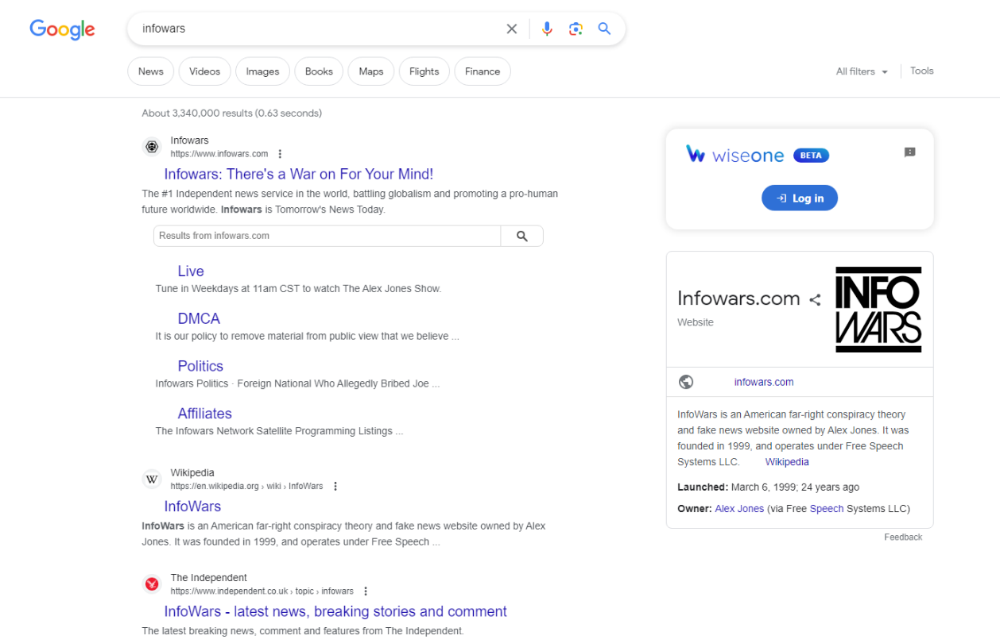 Google
infowars
News
Videos
Images
Books
Maps
Flights
Finance
All filters
Tools
About 3,340,000 results (0.63 seconds)
Infowars
https://www.infowars.com
Infowars: There's a War on For Your Mind!
The #1 Independent news service in the world, battling globalism and promoting a pro-human
future worldwide. Infowars is Tomorrow's News Today.
Results from infowars.com
Live
Tune in Weekdays at 11am CST to watch The Alex Jones Show.
DMCA
It is our policy to remove material from public view that we believe ...
Politics
Infowars Politics · Foreign National Who Allegedly Bribed Joe ...
Affiliates
The Infowars Network Satellite Programming Listings ...
W
Wikipedia
https://en.wikipedia.org › wiki › InfoWars
InfoWars
InfoWars is an American far-right conspiracy theory and fake news website owned by Alex
Jones. It was founded in 1999, and operates under Free Speech ...
The Independent
https://www.independent.co.uk › topic › infowars
InfoWars - latest news, breaking stories and comment
The latest breaking news, comment and features from The Independent.
wiseone
BETA
Log in
Infowars.com
Website
INFO
WARS
infowars.com
InfoWars is an American far-right conspiracy theory
and fake news website owned by Alex Jones. It was
founded in 1999, and operates under Free Speech
Systems LLC. Wikipedia
Launched: March 6, 1999; 24 years ago
Owner: Alex Jones (via Free Speech Systems LLC)
Feedback